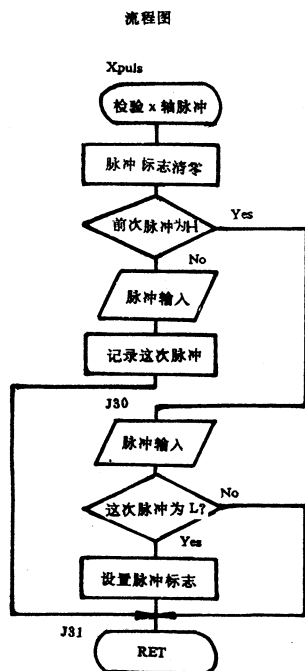 流程图
Xpuls
检验 x 轴脉冲
脉冲 标志清零
前次脉冲为H
Yes
No
脉冲输入
记录这次脉冲
J30
脉冲输入
这次脉冲为 L?
No
Yes
设置脉冲标志
J31
RET